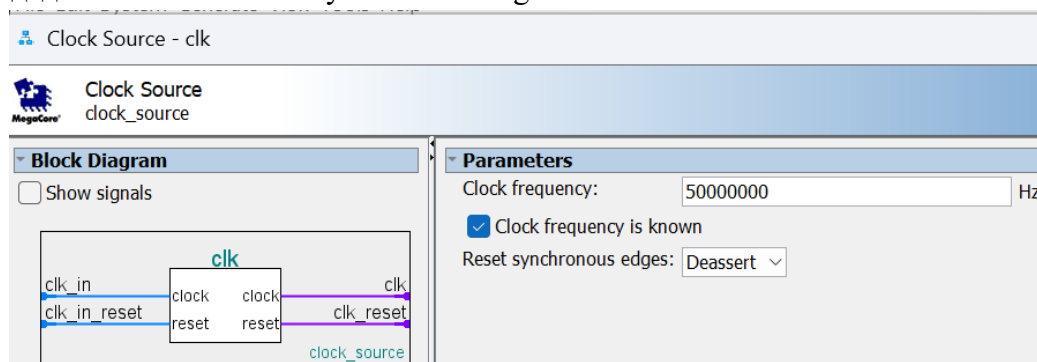 Clock Source - clk
Clock Source
MegaCore'
clock_source
Block Diagram
Show signals
clk
clk_in
clock
clock
clk
clk_in_reset
reset
reset
clk_reset
clock_source
Parameters
Clock frequency:
50000000
Hz
Clock frequency is known
Reset synchronous edges:
Deassert